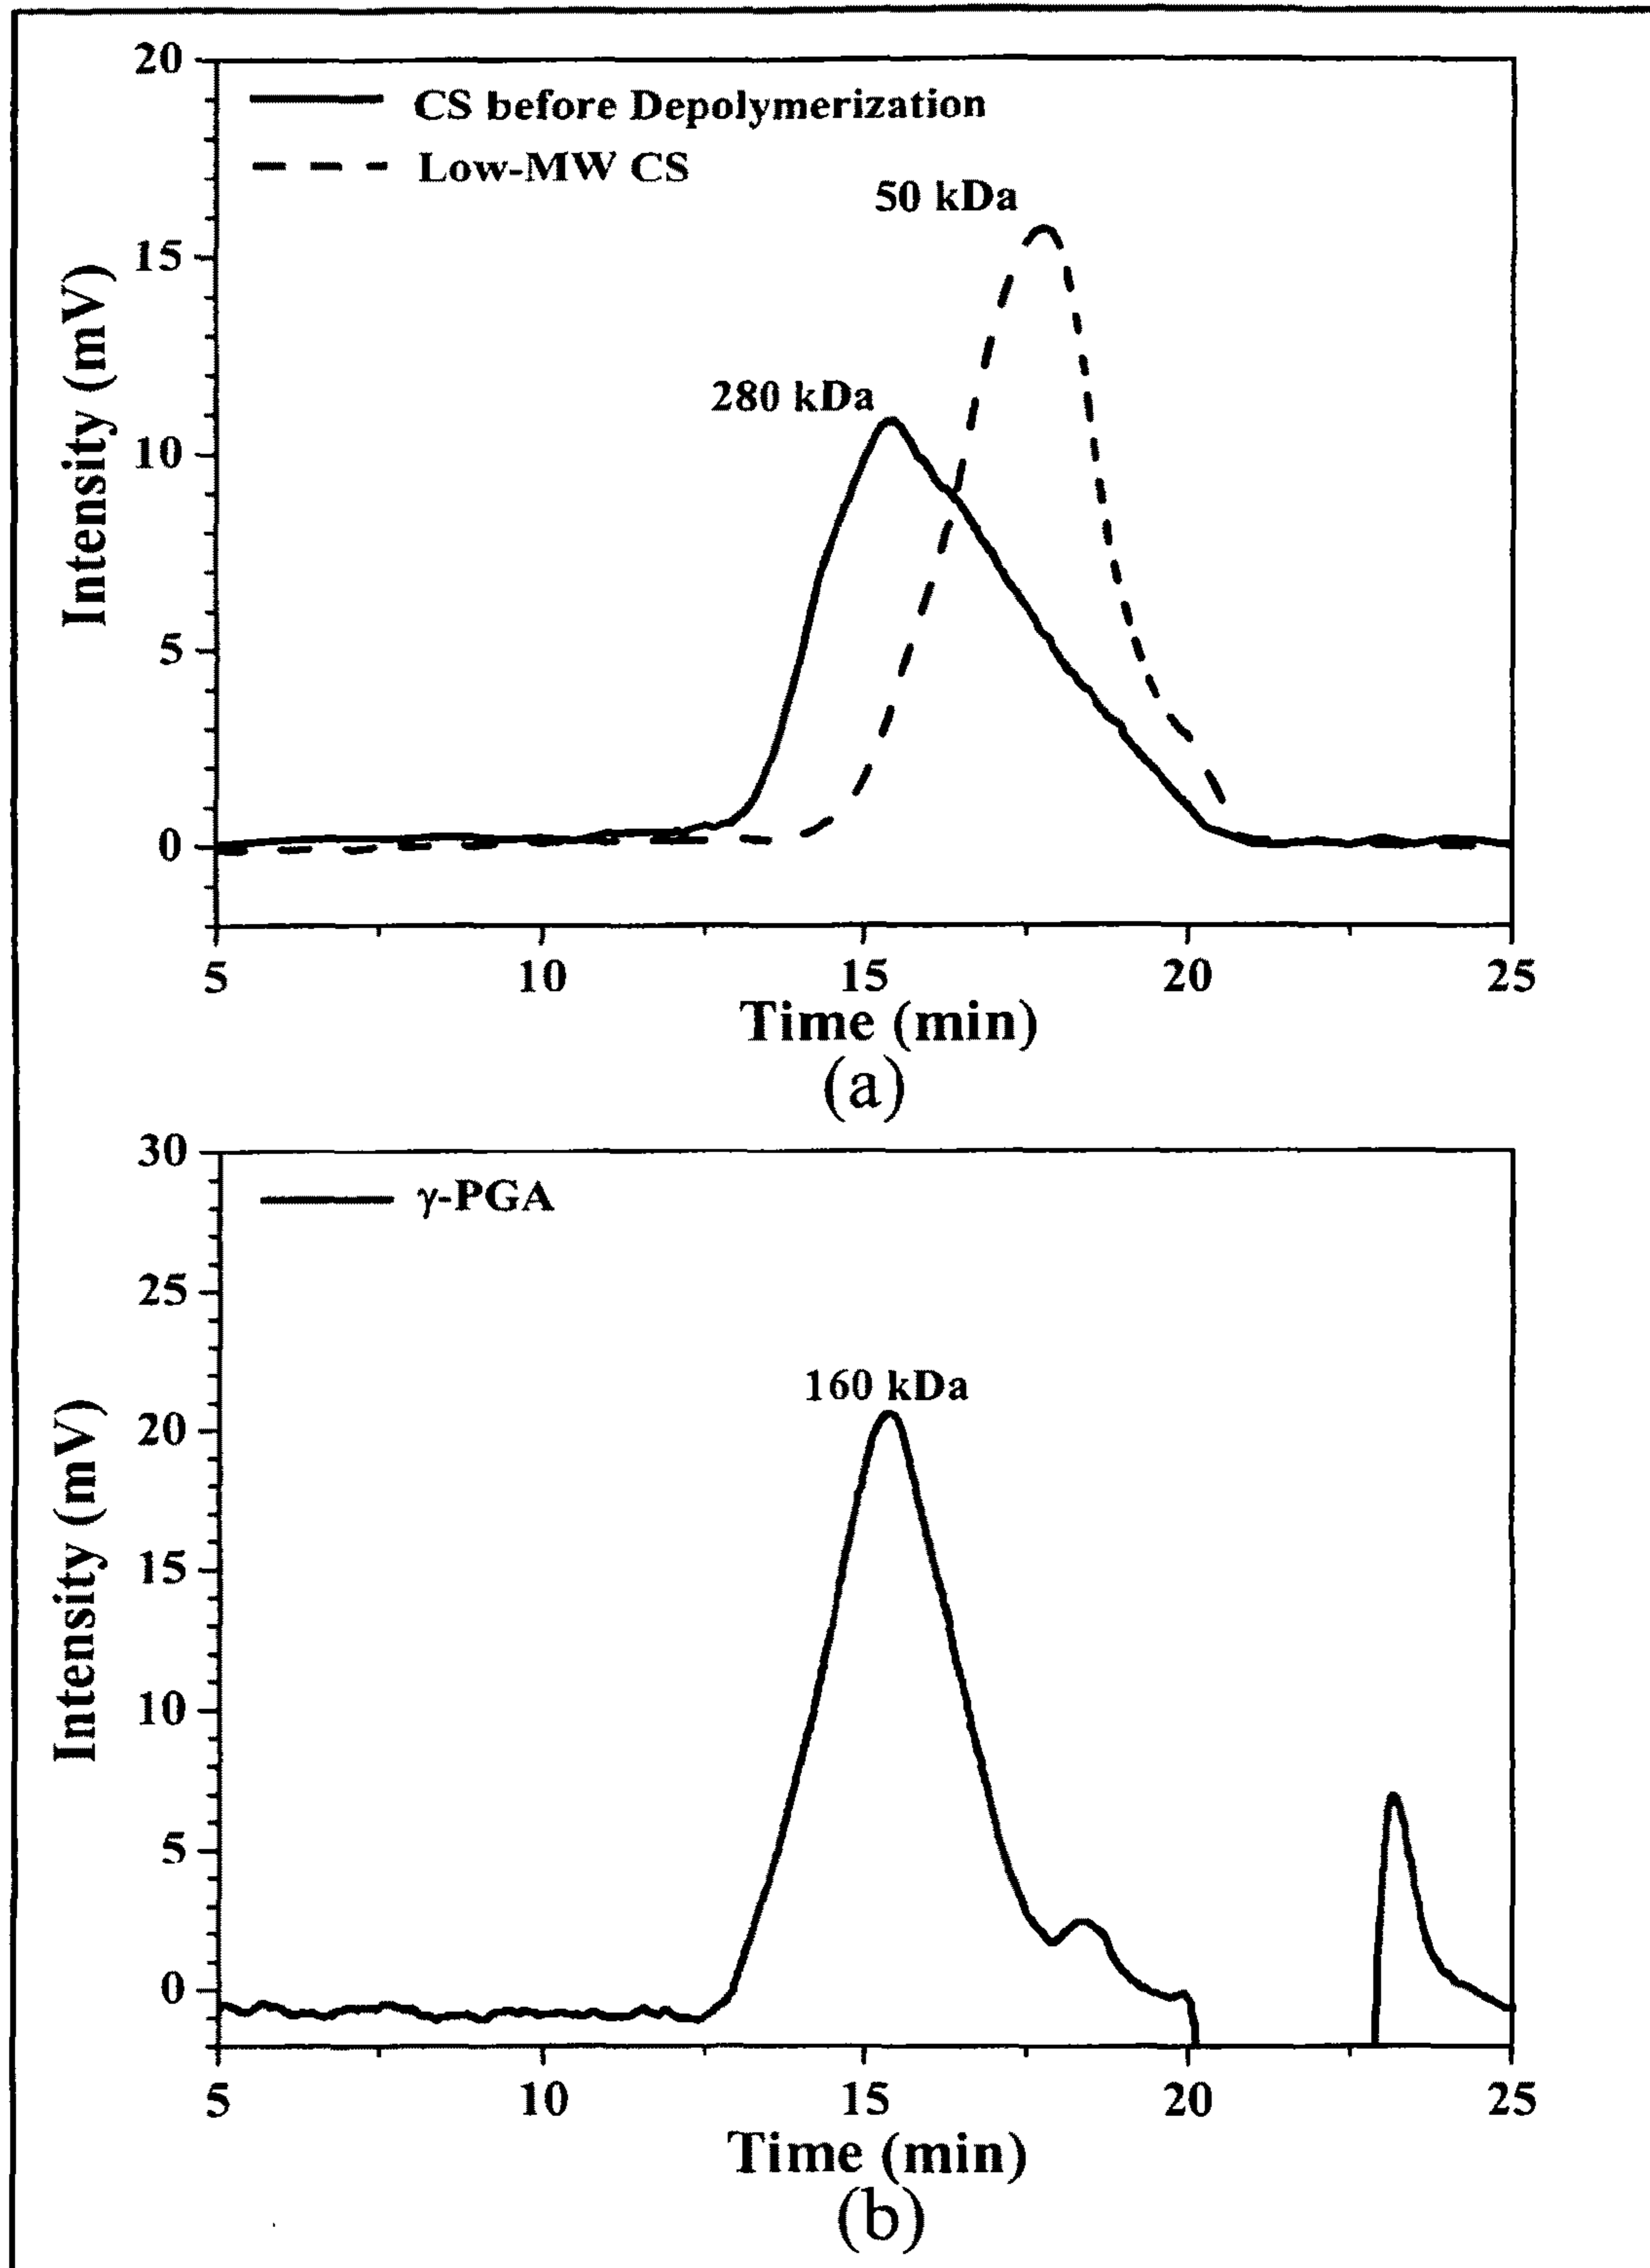 20
CS before Depolymerization
Low-MW CS
50 kDa
15
280 kDa
10
5
0
Intensity (mV)
5 10 15 20 25
Time (min)
(a)
30
γ-PGA
25
160 kDa
20
15
10
5
0
Intensity (mV)
5 10 15 20 25
Time (min)
(b)